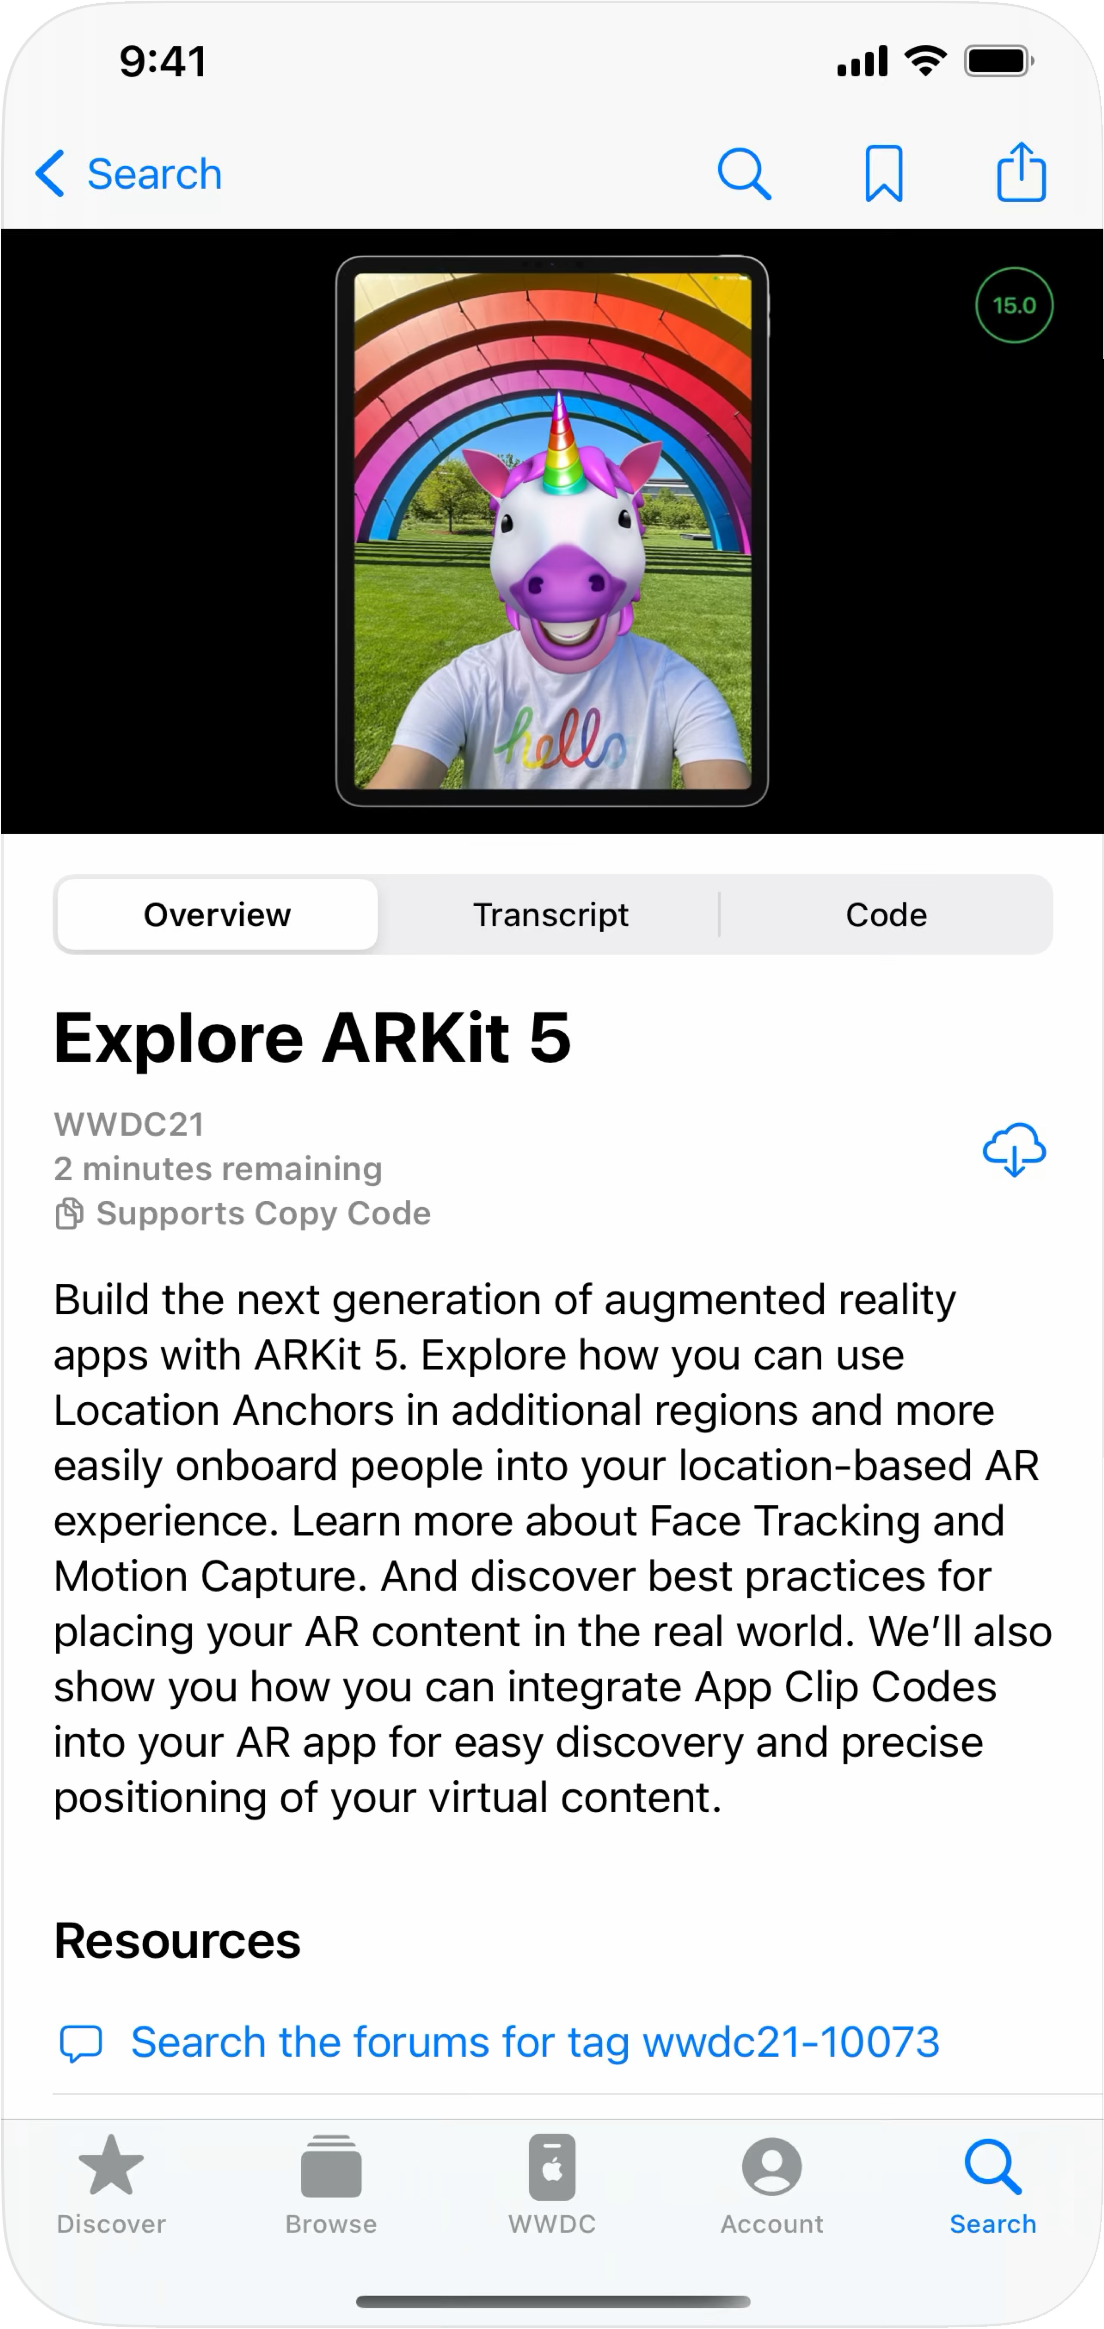 9:41
Search
15.0
hello
Overview
Transcript
Code
Explore ARKit 5
WWDC21
2 minutes remaining
Supports Copy Code
Build the next generation of augmented reality
apps with ARKit 5. Explore how you can use
Location Anchors in additional regions and more
easily onboard people into your location-based AR
experience. Learn more about Face Tracking and
Motion Capture. And discover best practices for
placing your AR content in the real world. We’ll also
show you how you can integrate App Clip Codes
into your AR app for easy discovery and precise
positioning of your virtual content.
Resources
Search the forums for tag wwdc21-10073
Discover
Browse
WWDC
Account
Search